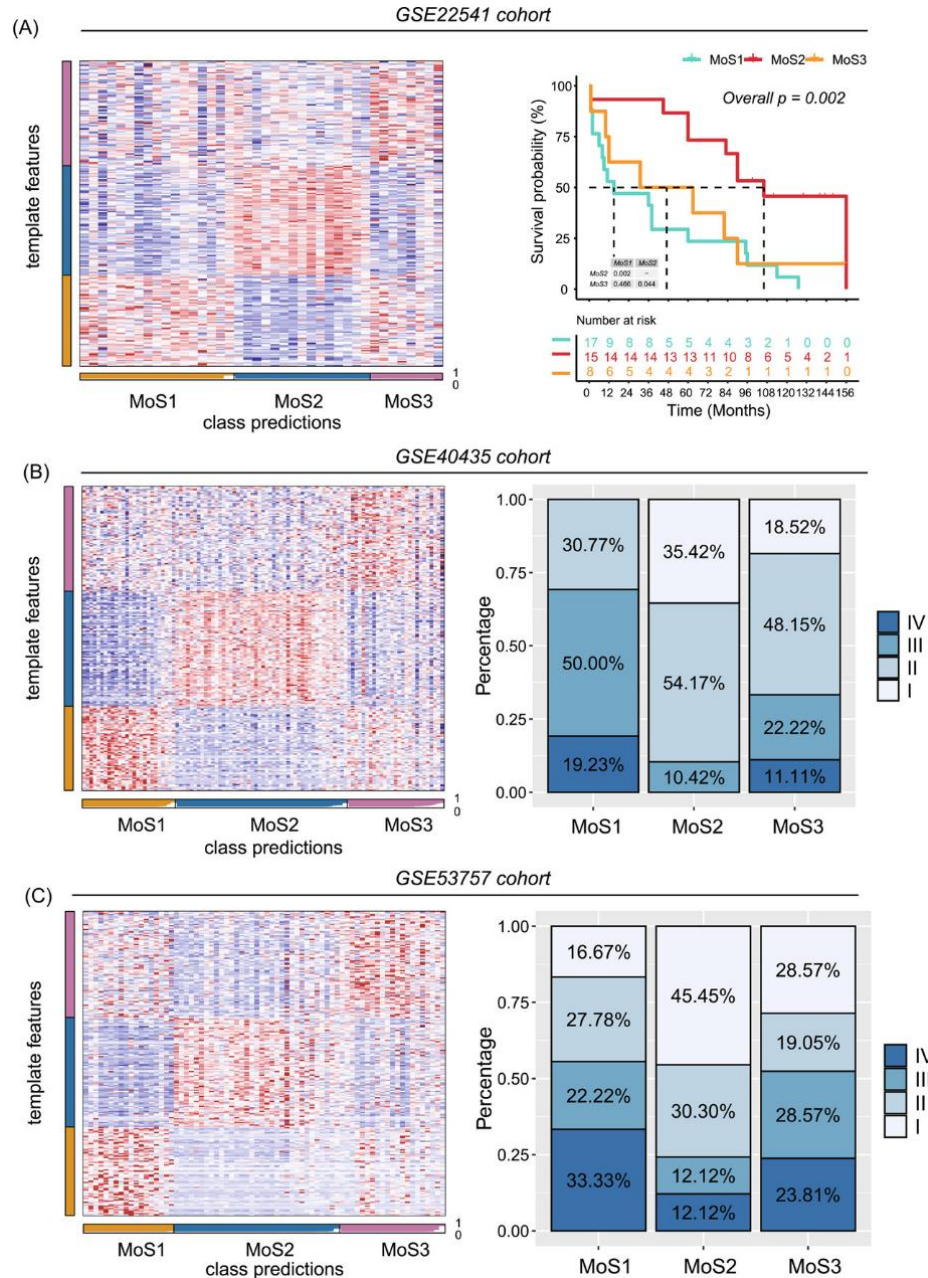 (A)
GSE22541 cohort
template features
MoS1 MoS2 MoS3
class predictions
1
0
MoS1 MoS2 MoS3
Overall p = 0.002
Survival probability (%)
100
75
50
25
0
MoS1 MoS2
MoS2 0.002 –
MoS3 0.466 0.044
Number at risk
17 9 8 8 5 5 4 4 3 2 1 0 0 0
15 14 14 14 13 13 11 10 8 6 5 4 2 1
8 6 5 4 4 4 3 2 1 1 1 1 1 0
0 12 24 36 48 60 72 84 96 108 120 132 144 156
Time (Months)
(B)
GSE40435 cohort
template features
MoS1 MoS2 MoS3
class predictions
1
0
Percentage
1.00
0.75
0.50
0.25
0.00
30.77%
50.00%
19.23%
35.42%
54.17%
10.42%
18.52%
48.15%
22.22%
11.11%
MoS1 MoS2 MoS3
IV
III
II
I
(C)
GSE53757 cohort
template features
MoS1 MoS2 MoS3
class predictions
1
0
Percentage
1.00
0.75
0.50
0.25
0.00
16.67%
27.78%
22.22%
33.33%
45.45%
30.30%
12.12%
12.12%
28.57%
19.05%
28.57%
23.81%
MoS1 MoS2 MoS3
IV
III
II
I